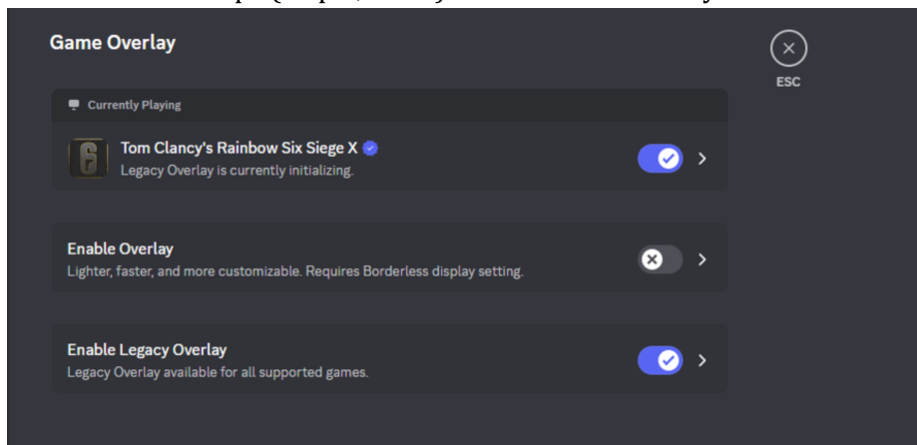 Game Overlay
ESC
Currently Playing
Tom Clancy's Rainbow Six Siege X
Legacy Overlay is currently initializing.
Enable Overlay
Lighter, faster, and more customizable. Requires Borderless display setting.
Enable Legacy Overlay
Legacy Overlay available for all supported games.